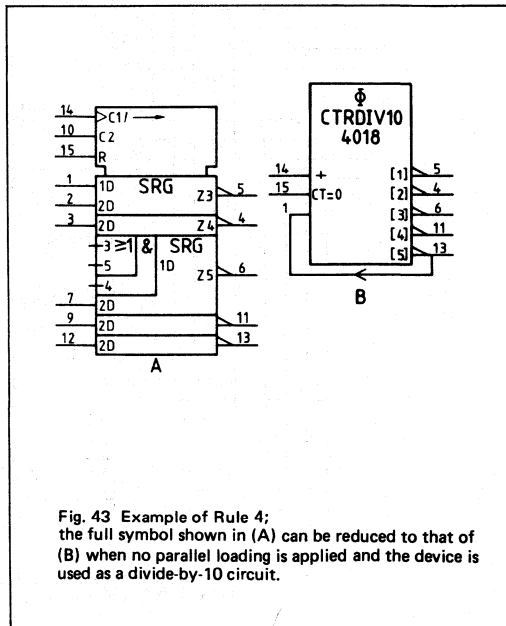 14 >C1/ →
10 C2
15 R
1 1D SRG Z3 5
2 2D
3 2D Z4 4
3 ≥1 & SRG
5 1D Z5 6
4
7 2D
9 2D 11
12 2D 13
A
Φ
CTRDIV10
4018
14 + [1] 5
15 CT=0 [2] 4
1 [3] 6
[4] 11
[5] 13
B
Fig. 43 Example of Rule 4;
the full symbol shown in (A) can be reduced to that of
(B) when no parallel loading is applied and the device is
used as a divide-by-10 circuit.